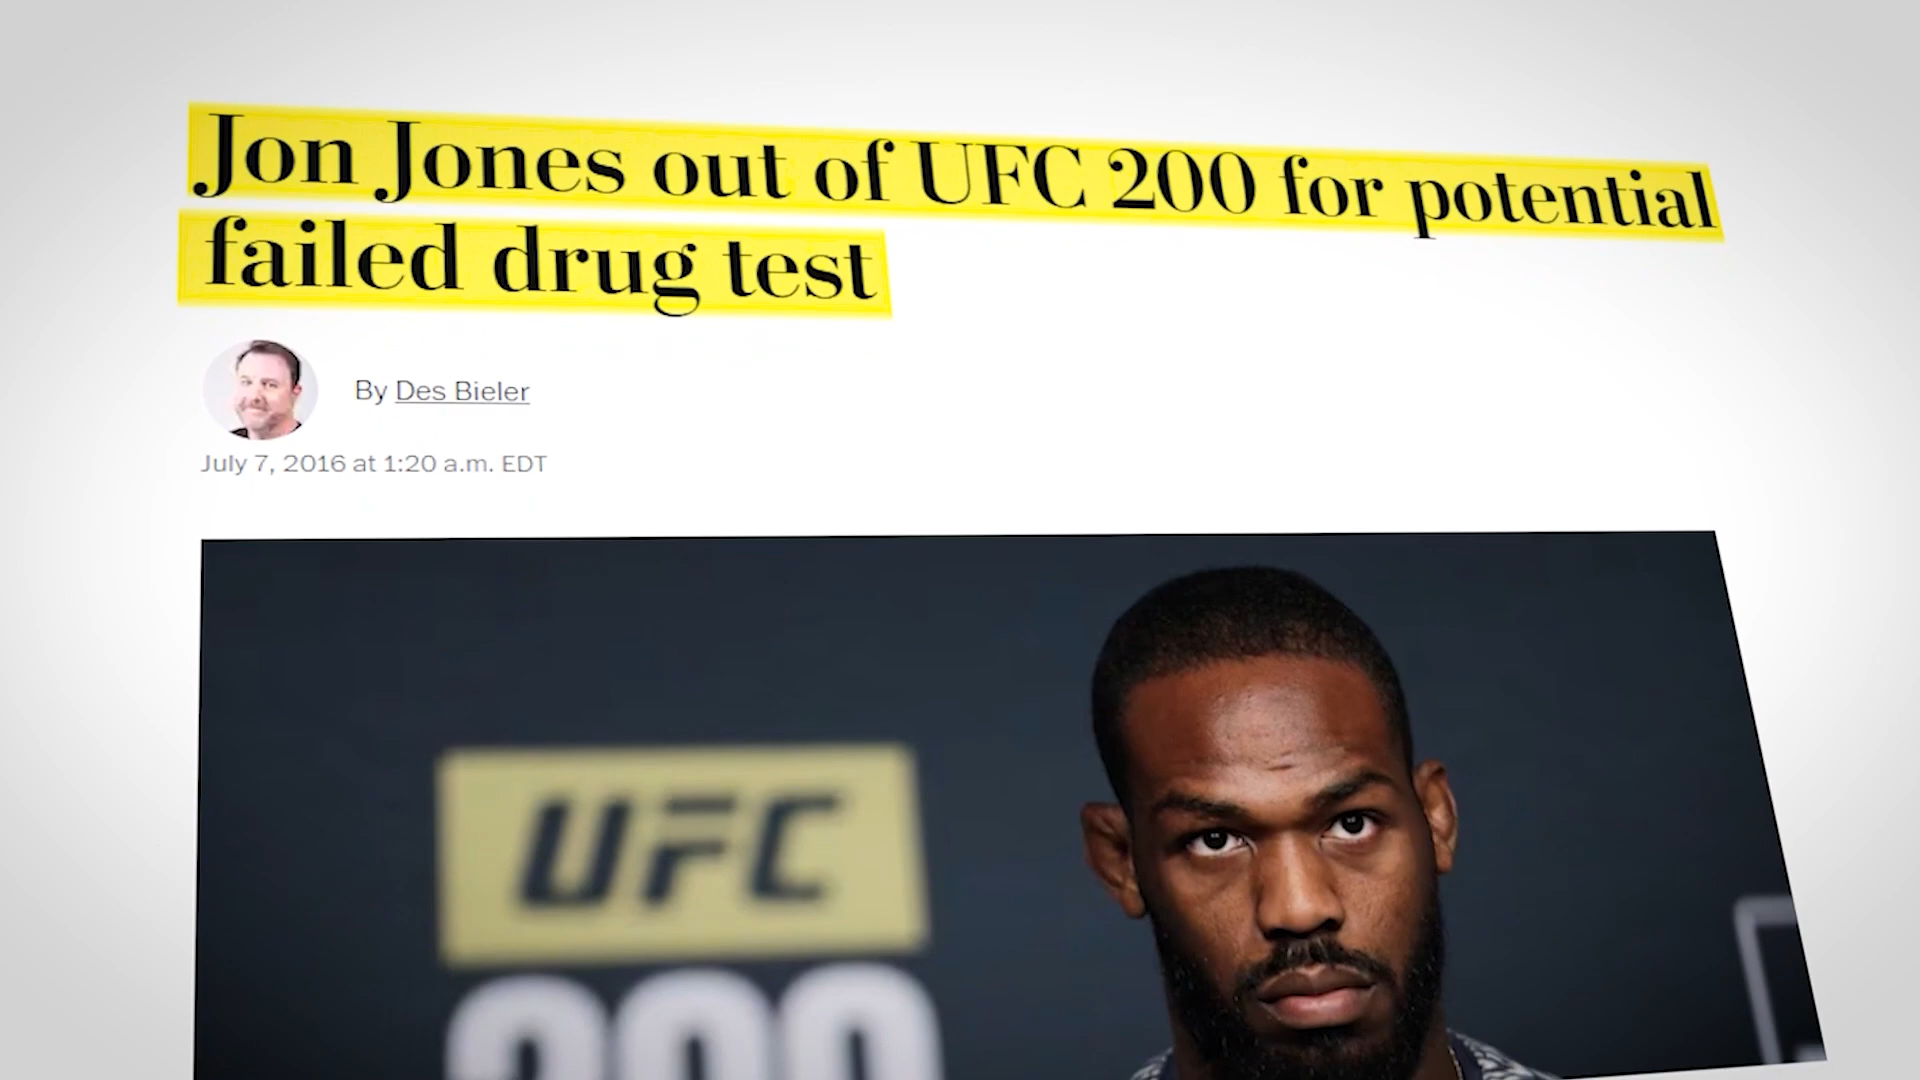 Jon Jones out of UFC 200 for potential
failed drug test
By Des Bieler
July 7, 2016 at 1:20 a.m. EDT
UFC
200